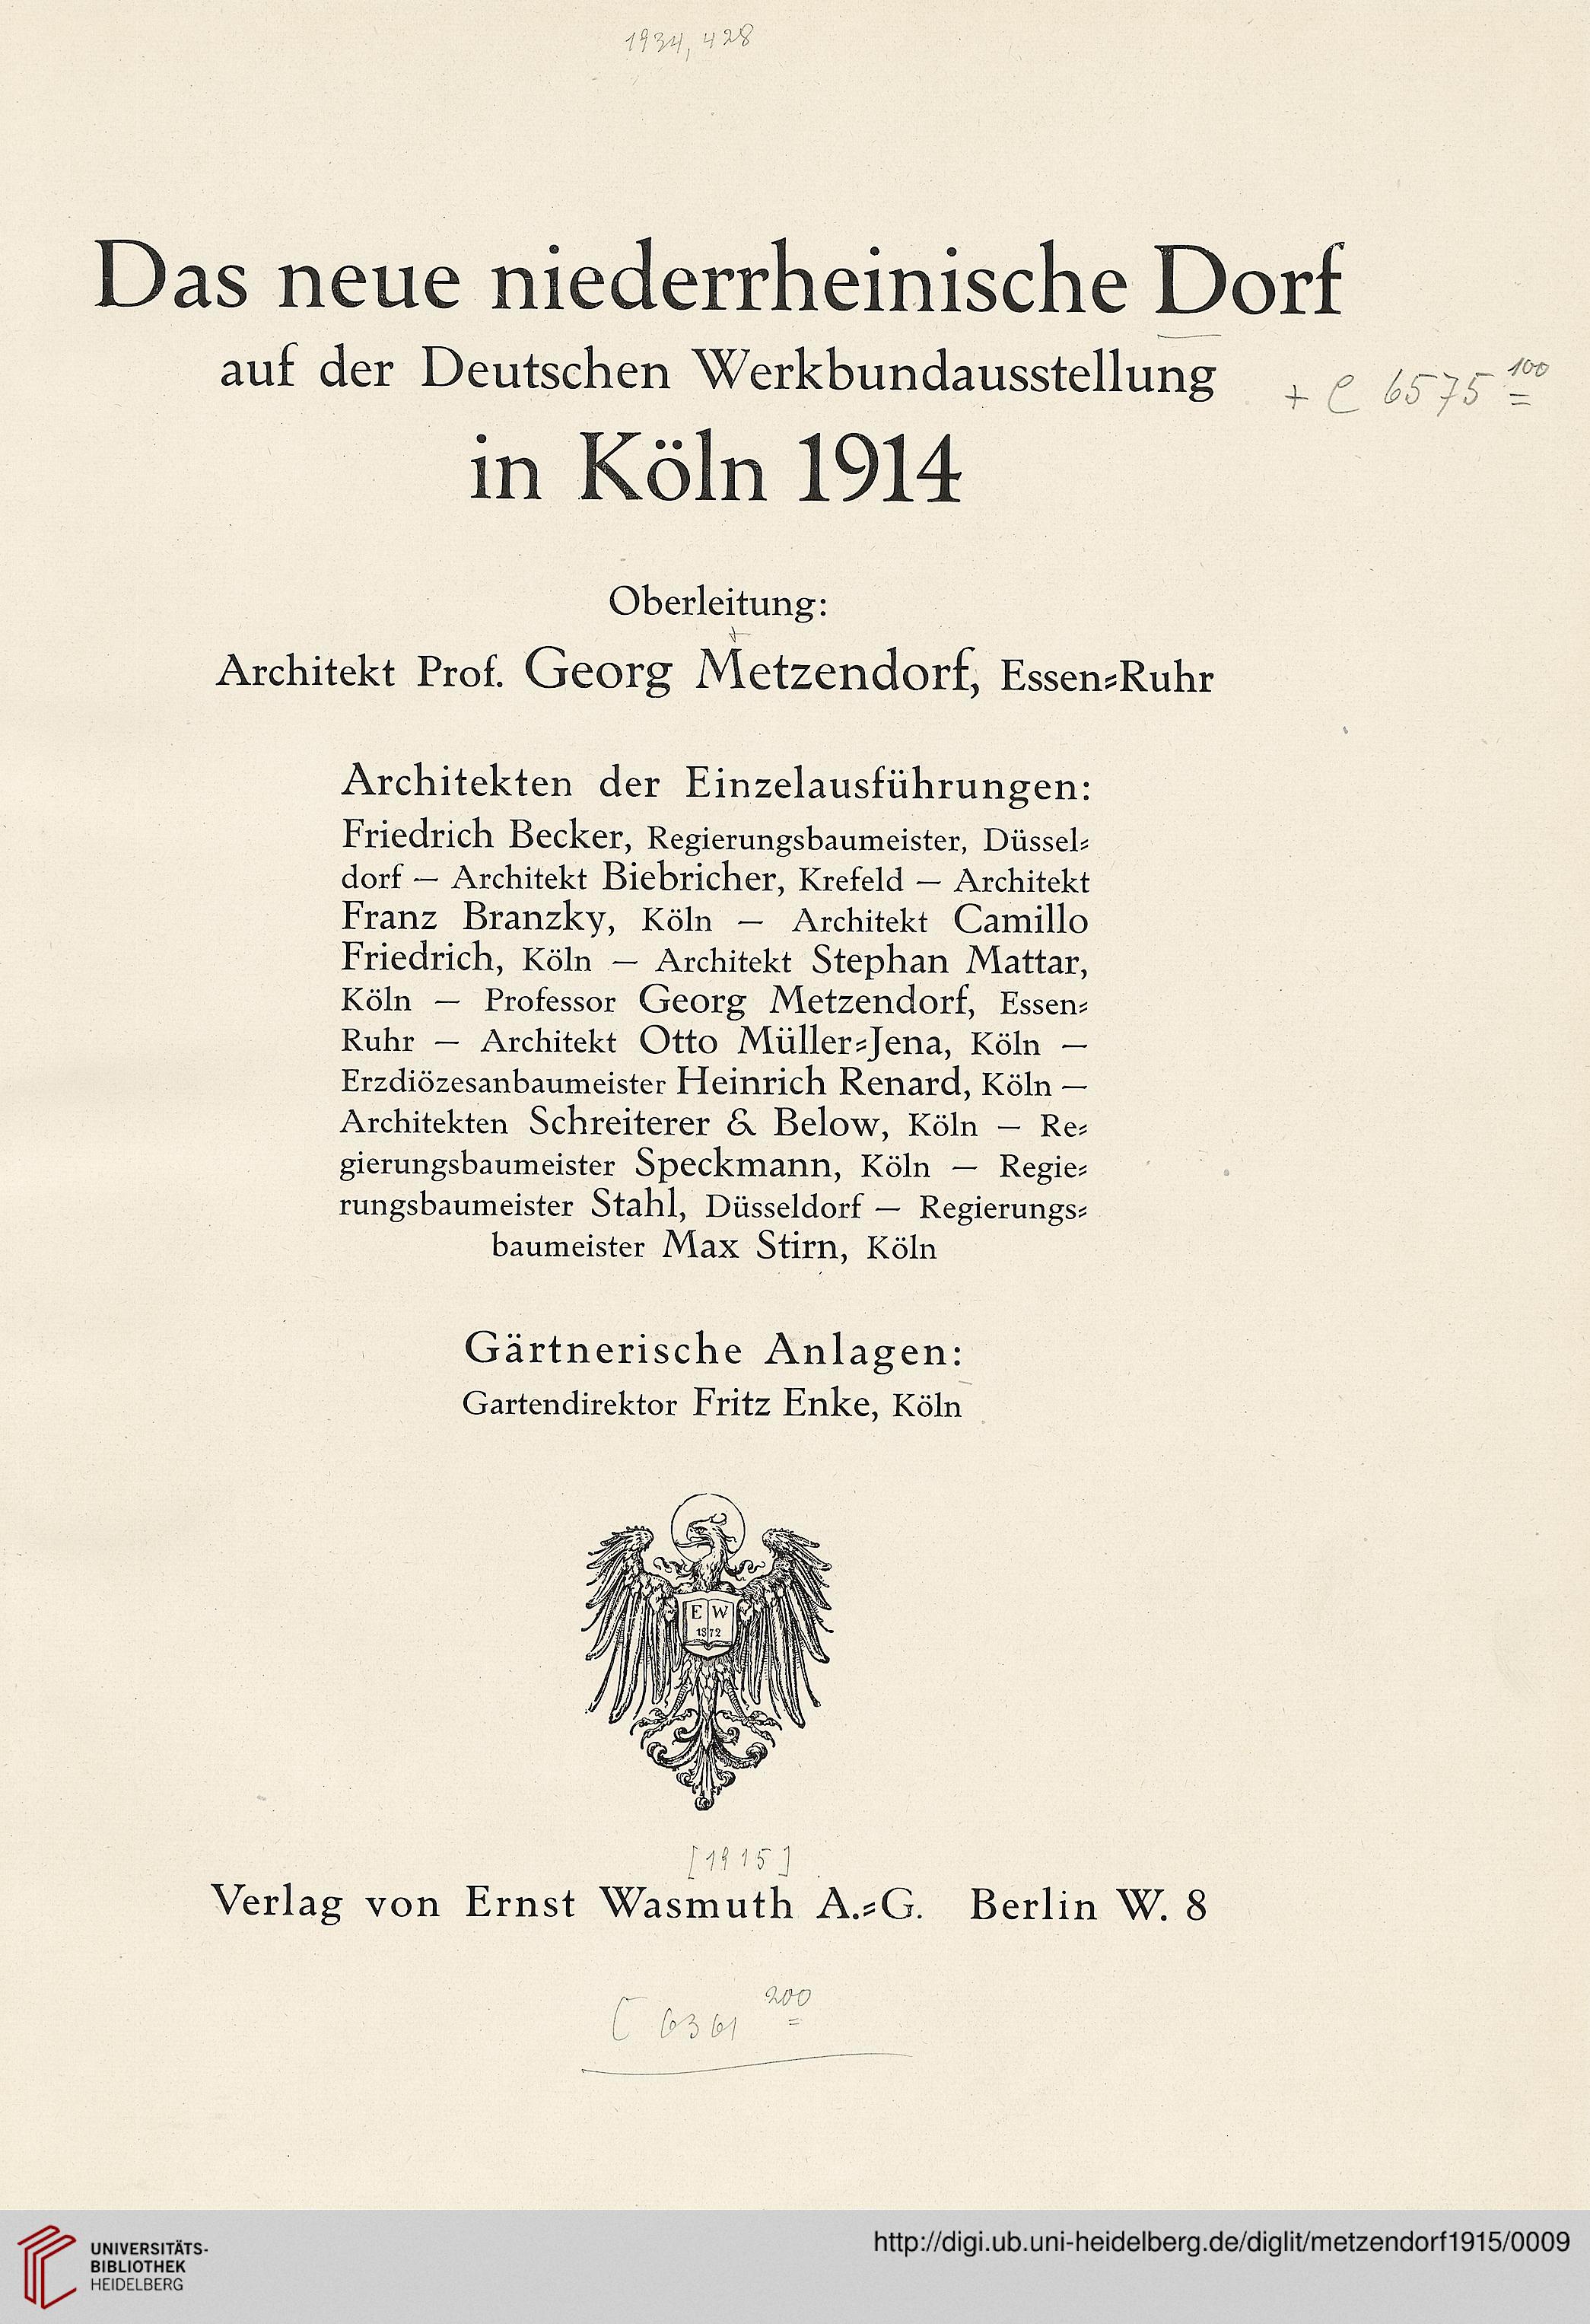 1934, 428
Das neue niederrheinische Dorf
auf der Deutschen Werkbundausstellung
+ C 6575 100
in Köln 1914
Oberleitung:
Architekt Prof. Georg Metzendorf, Essen⸗Ruhr
Architekten der Einzelausführungen:
Friedrich Becker, Regierungsbaumeister, Düssel⸗
dorf — Architekt Biebricher, Krefeld — Architekt
Franz Branzky, Köln — Architekt Camillo
Friedrich, Köln — Architekt Stephan Mattar,
Köln — Professor Georg Metzendorf, Essen⸗
Ruhr — Architekt Otto Müller⸗Jena, Köln —
Erzdiözesanbaumeister Heinrich Renard, Köln —
Architekten Schreiterer & Below, Köln — Re⸗
gierungsbaumeister Speckmann, Köln — Regie⸗
rungsbaumeister Stahl, Düsseldorf — Regierungs⸗
baumeister Max Stirn, Köln
Gärtnerische Anlagen:
Gartendirektor Fritz Enke, Köln
E W
1872
[1915]
Verlag von Ernst Wasmuth A.⸗G. Berlin W. 8
C 6361 200
UNIVERSITÄTS-
BIBLIOTHEK
HEIDELBERG
http://digi.ub.uni-heidelberg.de/diglit/metzendorf1915/0009